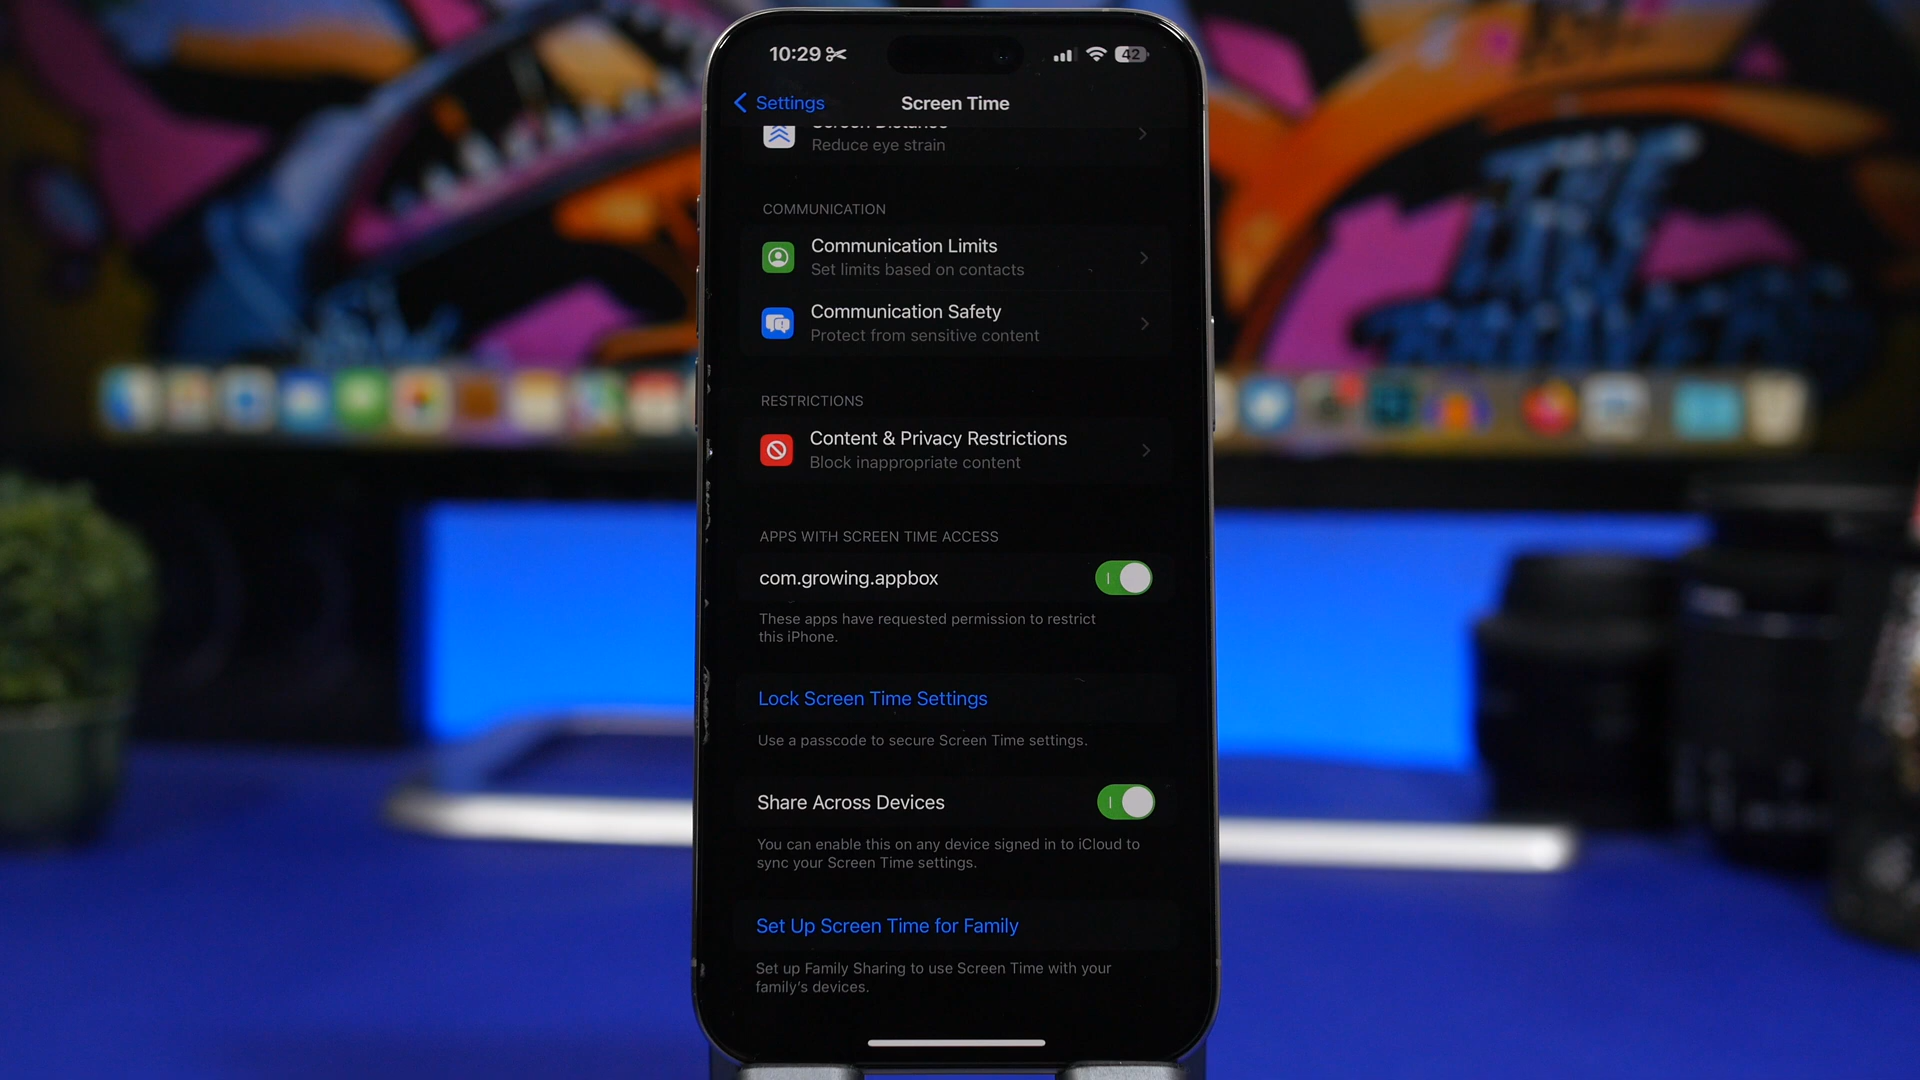 10:29
42
Settings
Screen Time
Screen Distance
Reduce eye strain
COMMUNICATION
Communication Limits
Set limits based on contacts
Communication Safety
Protect from sensitive content
RESTRICTIONS
Content & Privacy Restrictions
Block inappropriate content
APPS WITH SCREEN TIME ACCESS
com.growing.appbox
These apps have requested permission to restrict
this iPhone.
Lock Screen Time Settings
Use a passcode to secure Screen Time settings.
Share Across Devices
You can enable this on any device signed in to iCloud to
sync your Screen Time settings.
Set Up Screen Time for Family
Set up Family Sharing to use Screen Time with your
family's devices.